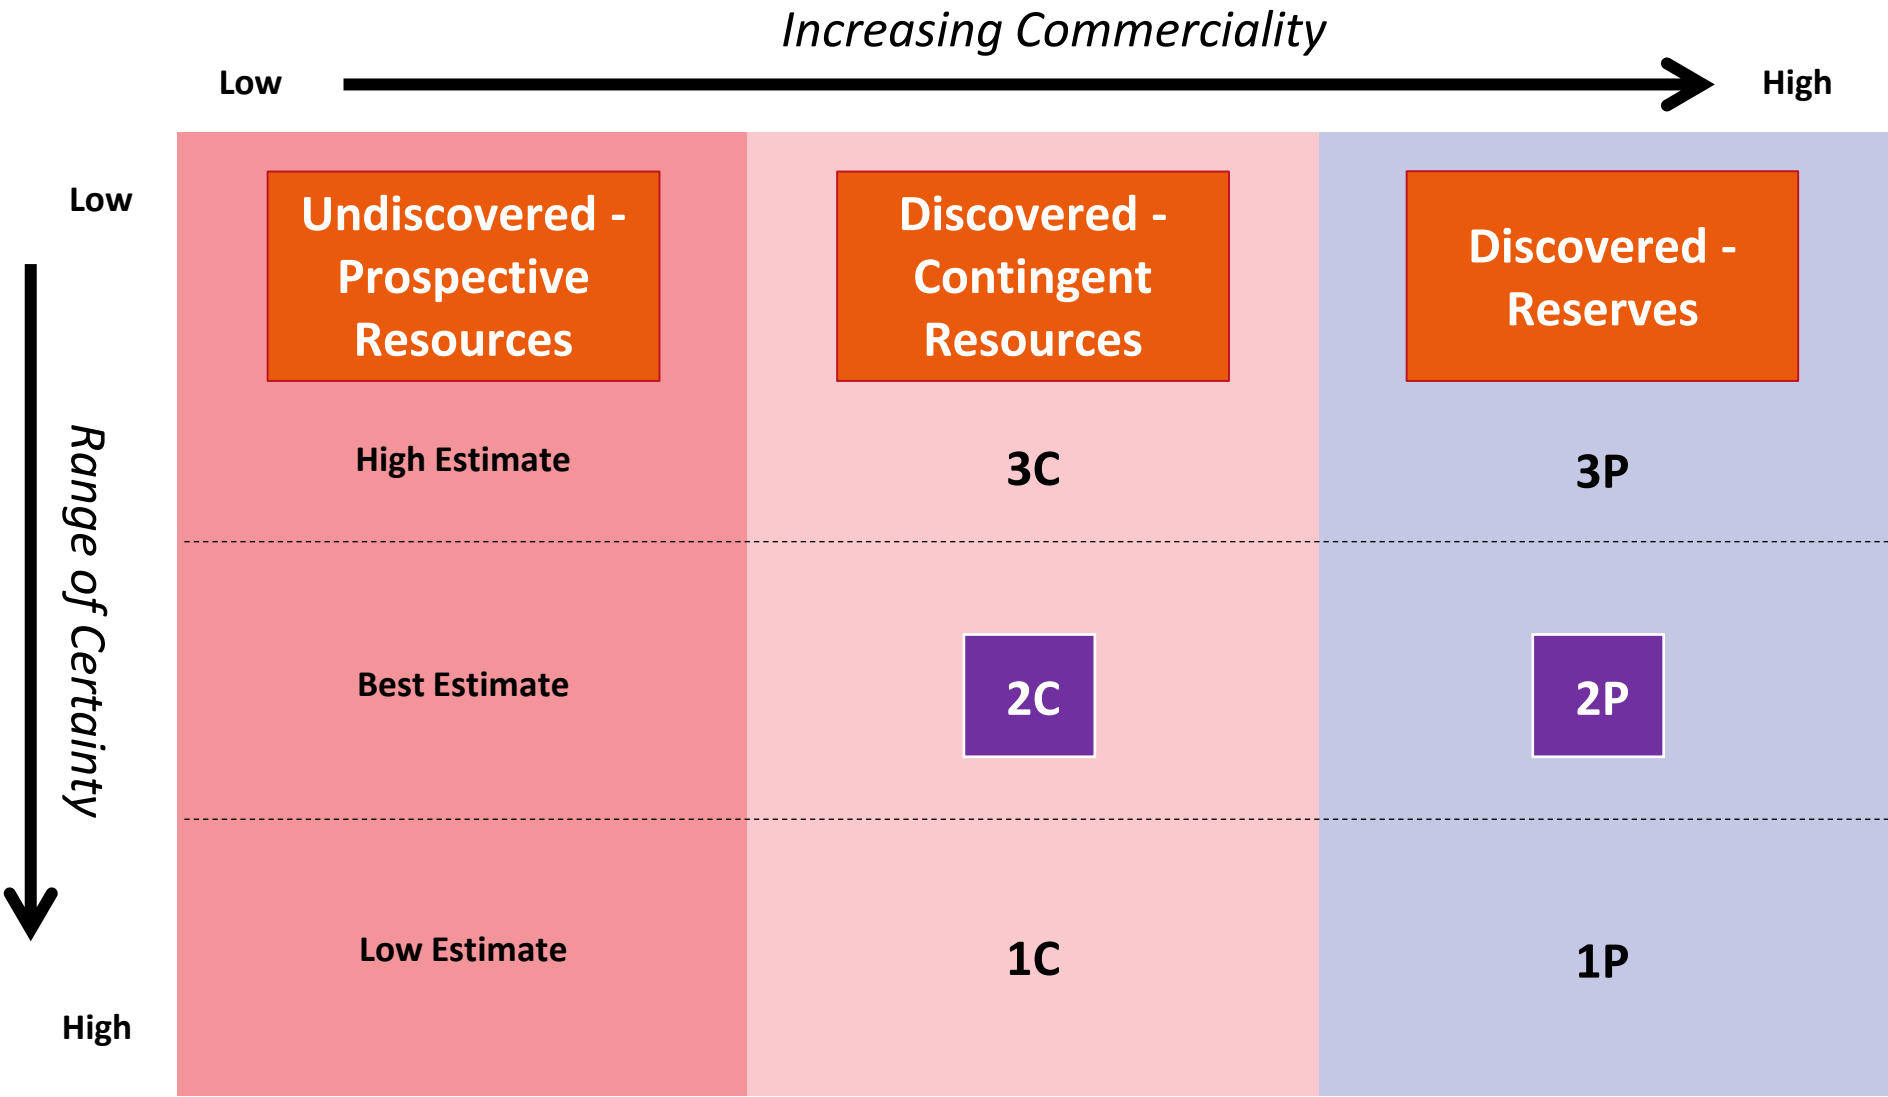 Increasing Commerciality
Low
High
Low
Undiscovered -
Prospective
Resources
Discovered -
Contingent
Resources
Discovered -
Reserves
Range of Certainty
High Estimate
3C
3P
Best Estimate
2C
2P
Low Estimate
1C
1P
High